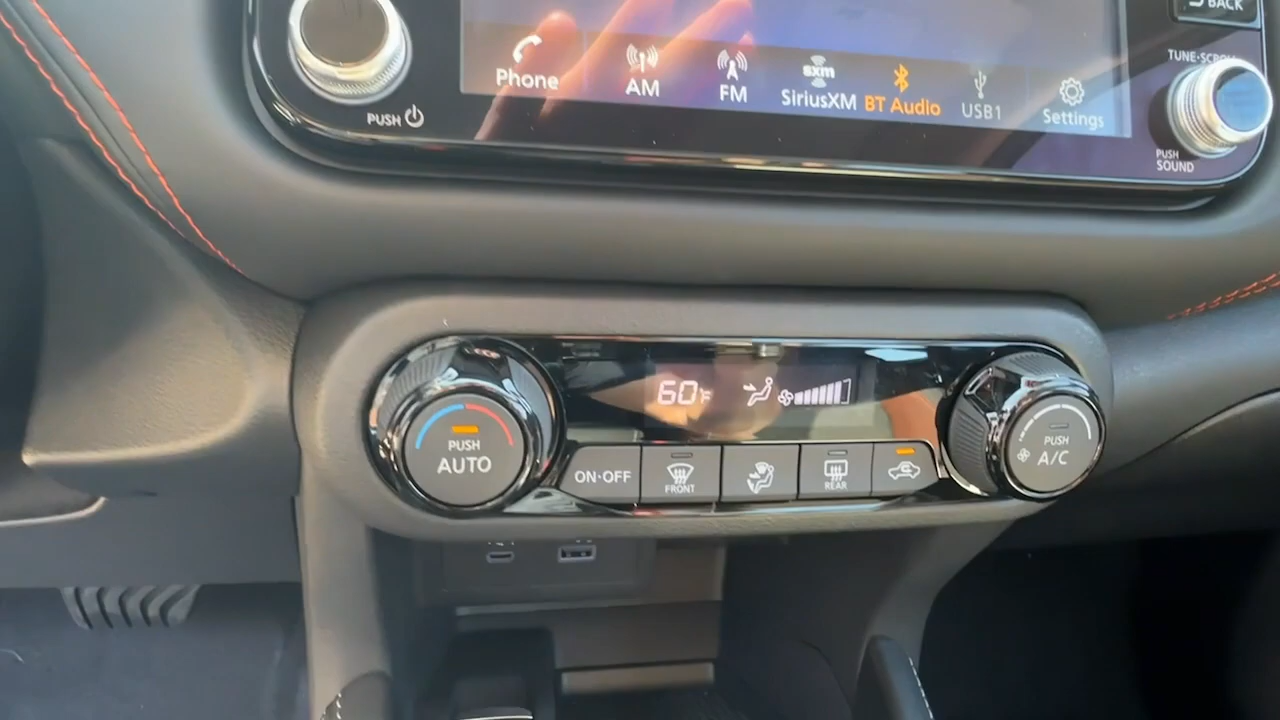 BACK
TUNE·SCROLL
Phone
AM
FM
sxm
SiriusXM
BT Audio
USB1
Settings
PUSH
PUSH
SOUND
60°F
PUSH
AUTO
ON·OFF
FRONT
REAR
PUSH
A/C